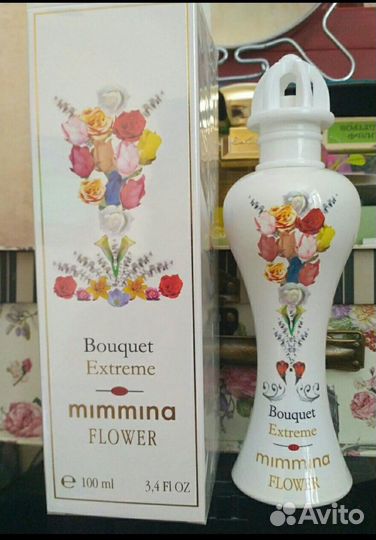 Bouquet
Extreme
mimmina
FLOWER
℮ 100 ml 3,4 Fl OZ
Bouquet
Extreme
mimmina
FLOWER
Avito